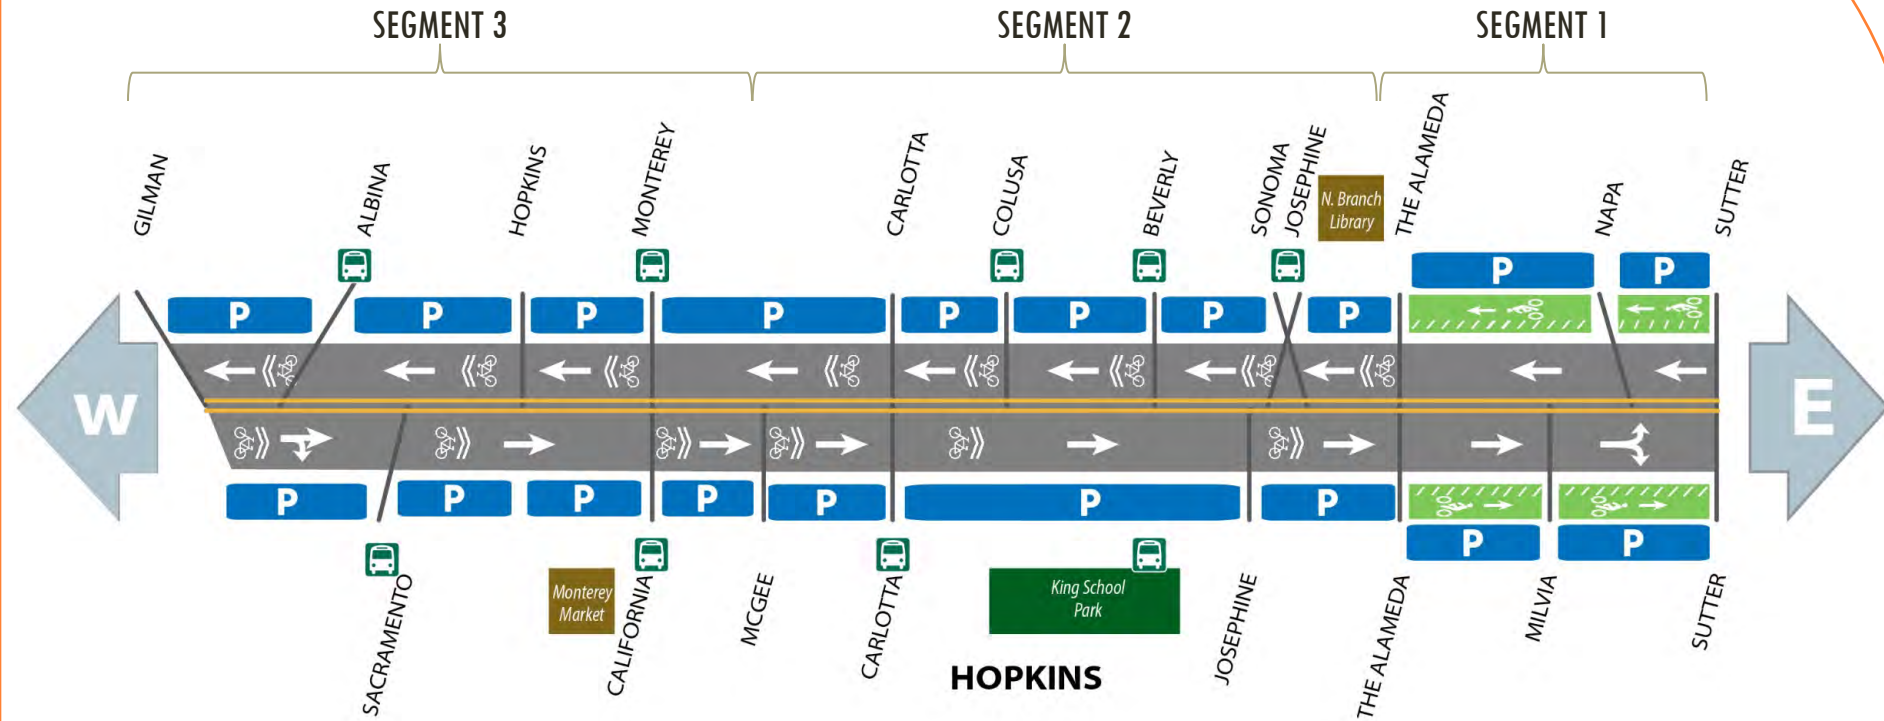 SEGMENT 3
SEGMENT 2
SEGMENT 1
GILMAN
ALBINA
HOPKINS
MONTEREY
CARLOTTA
COLUSA
BEVERLY
SONOMA
JOSEPHINE
N. Branch
Library
THE ALAMEDA
NAPA
SUTTER
P
P
P
P
P
P
P
P
P
P
W
E
P
P
P
P
P
P
P
P
P
SACRAMENTO
Monterey
Market
CALIFORNIA
MCGEE
CARLOTTA
King School
Park
JOSEPHINE
THE ALAMEDA
MILVIA
SUTTER
HOPKINS